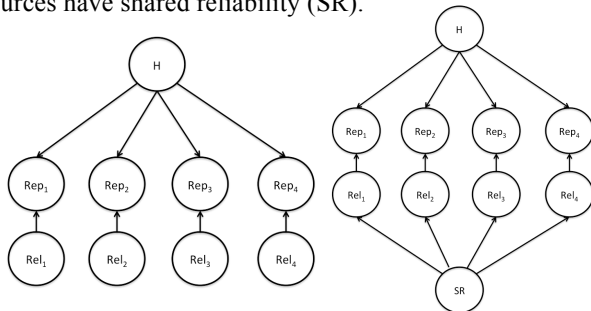 urces have shared reliability (SR).
H
Rep₁ Rep₂ Rep₃ Rep₄
Rel₁ Rel₂ Rel₃ Rel₄
H
Rep₁ Rep₂ Rep₃ Rep₄
Rel₁ Rel₂ Rel₃ Rel₄
SR